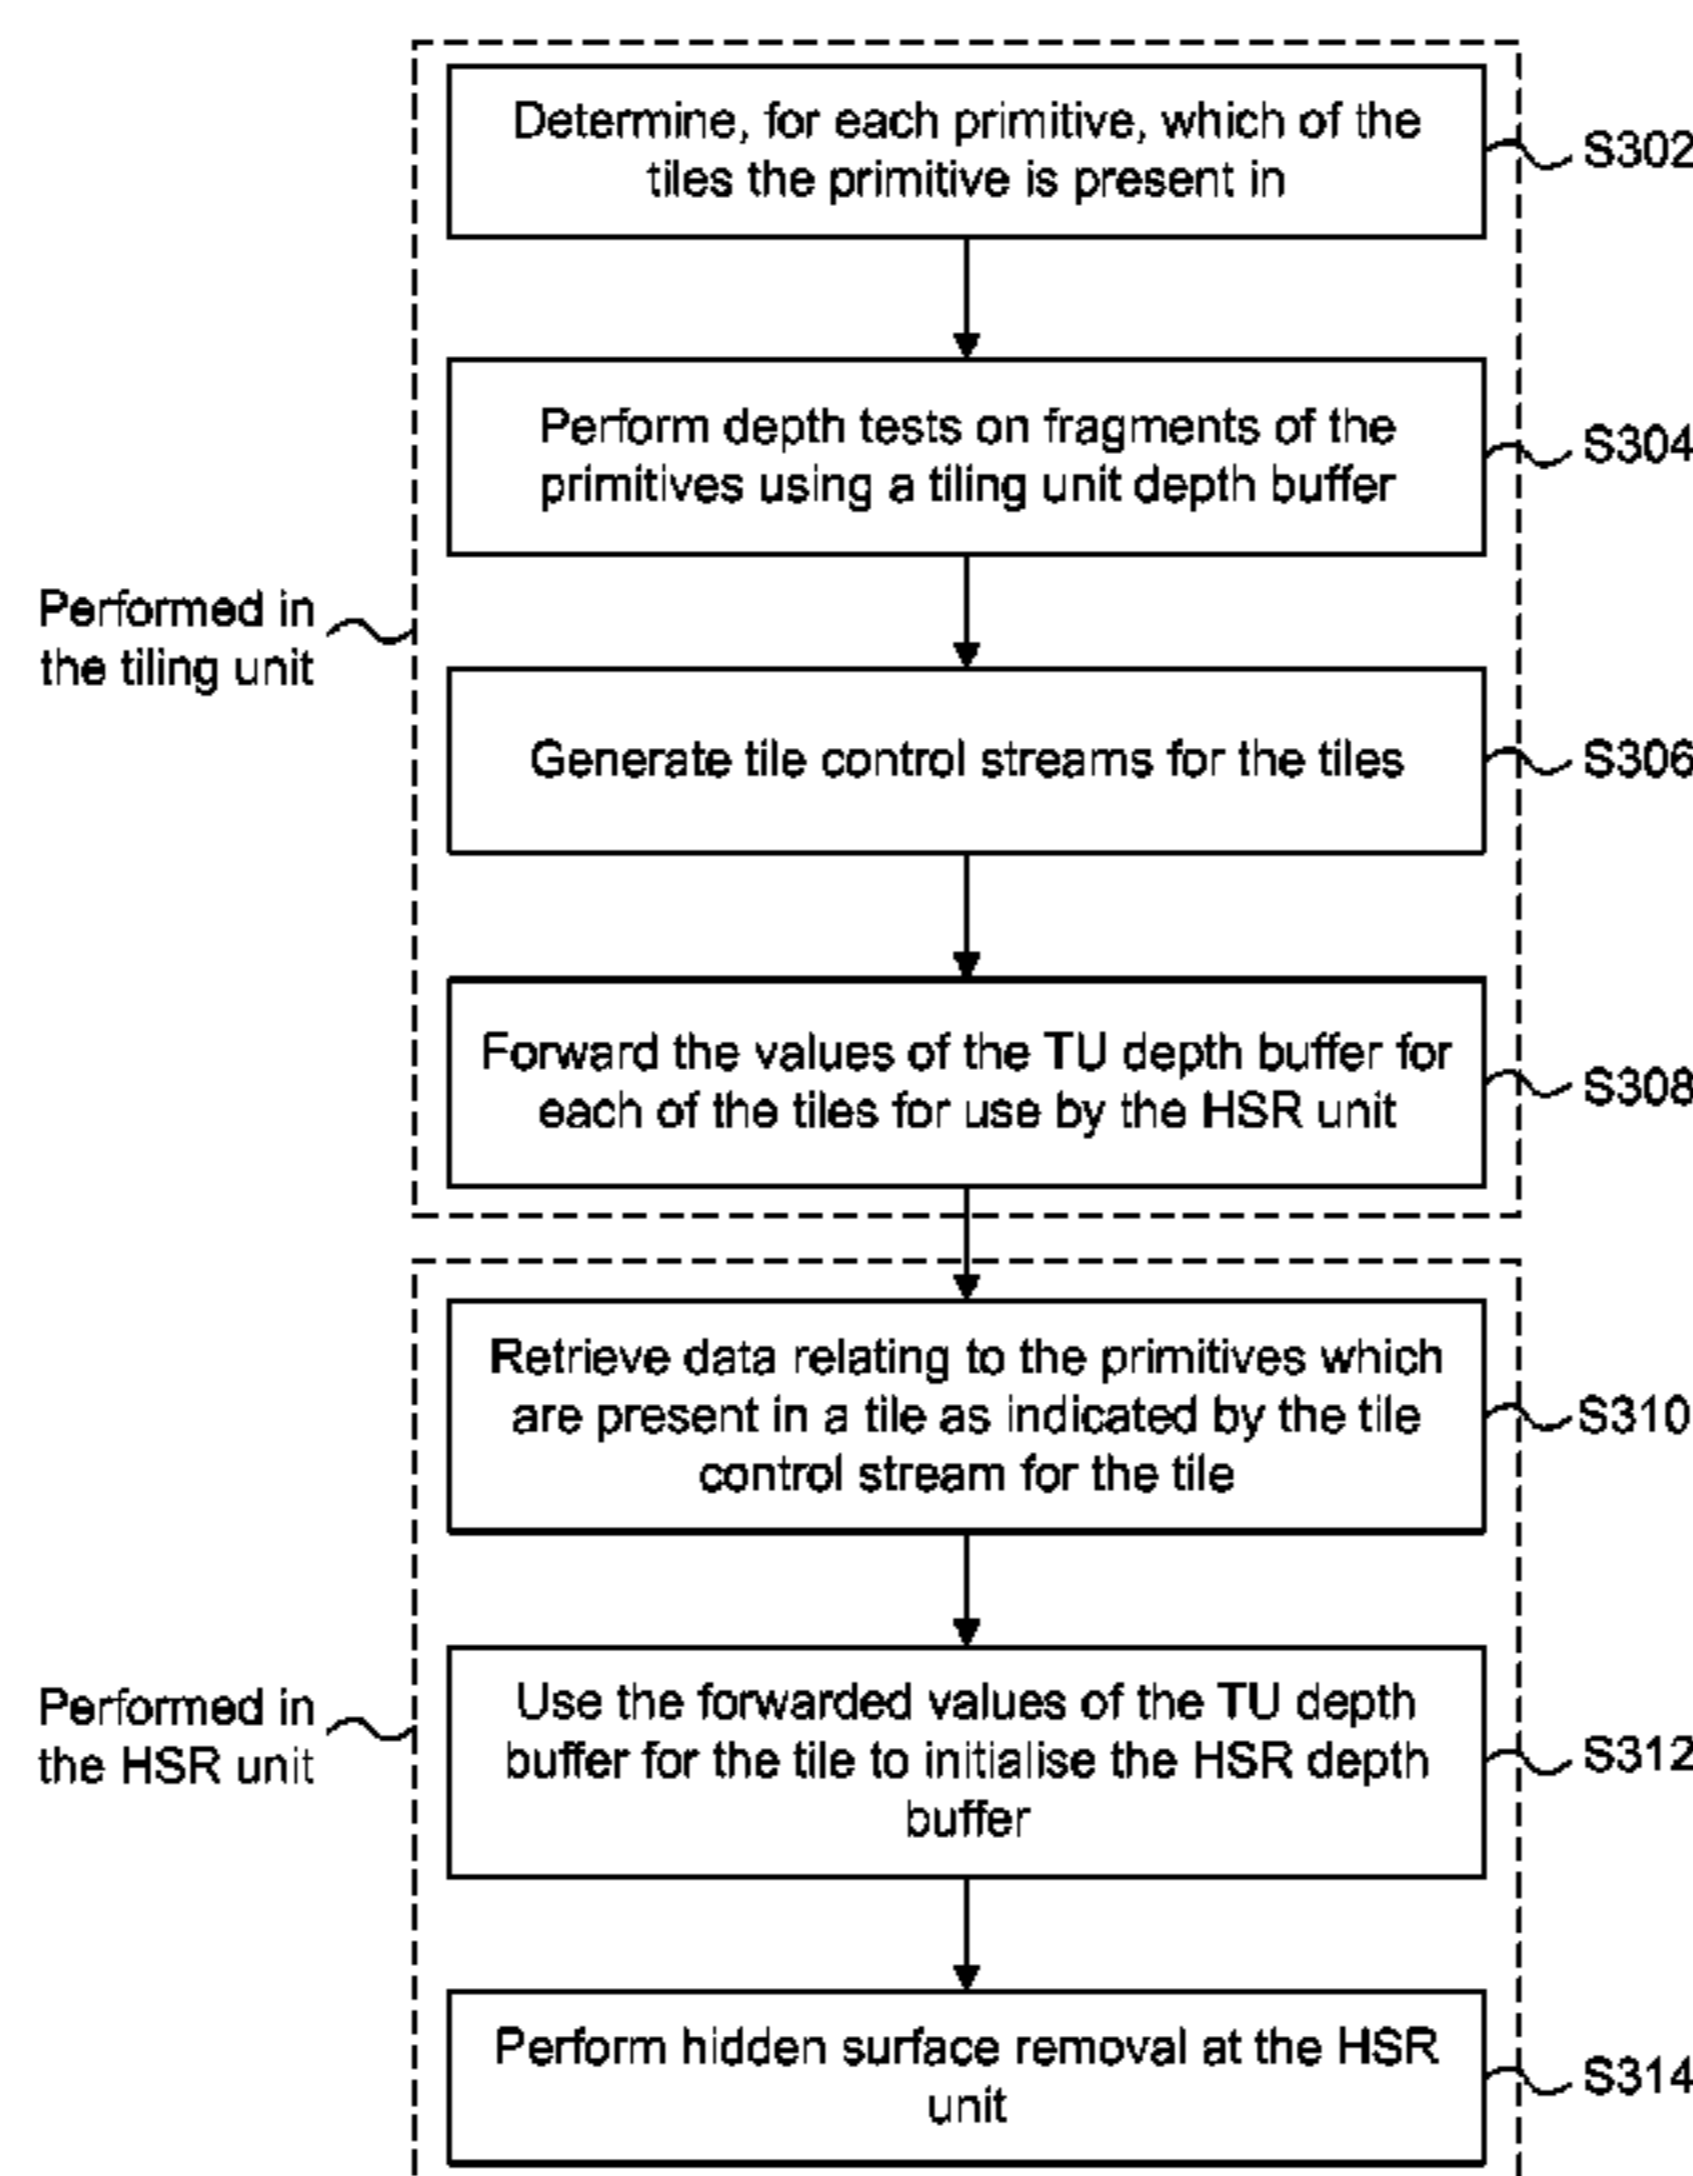 Determine, for each primitive, which of the
tiles the primitive is present in
S302
Perform depth tests on fragments of the
primitives using a tiling unit depth buffer
S304
Performed in
the tiling unit
Generate tile control streams for the tiles
S306
Forward the values of the TU depth buffer for
each of the tiles for use by the HSR unit
S308
Retrieve data relating to the primitives which
are present in a tile as indicated by the tile
control stream for the tile
S310
Performed in
the HSR unit
Use the forwarded values of the TU depth
buffer for the tile to initialise the HSR depth
buffer
S312
Perform hidden surface removal at the HSR
unit
S314